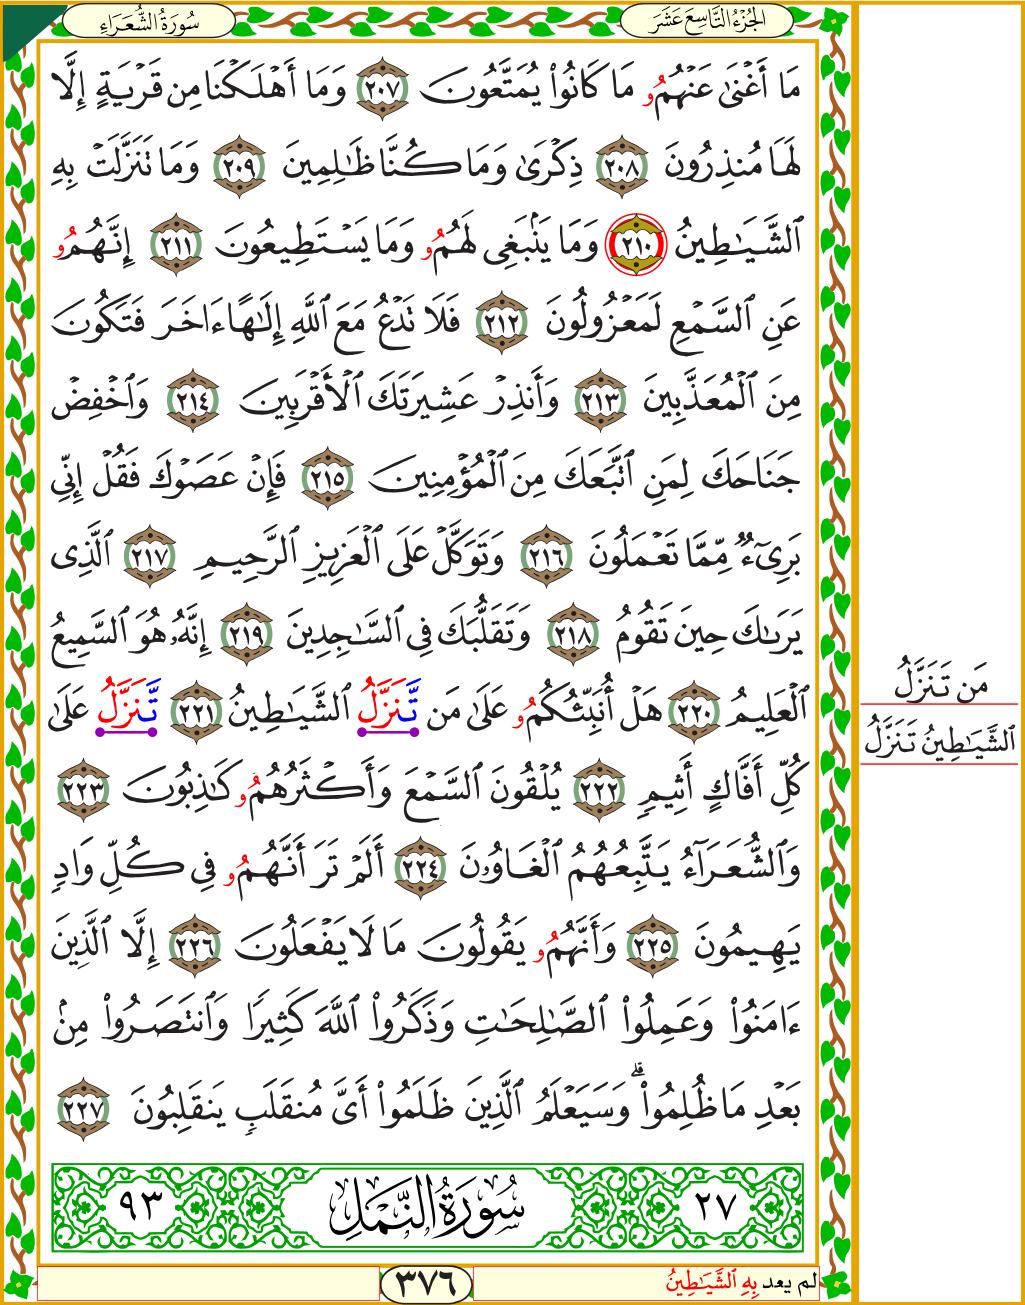 الجُزْءُ التَّاسِعَ عَشَرَ
سُورَةُ الشُّعَرَاءِ
مَا أَغْنَىٰ عَنْهُمُۥ مَا كَانُوا۟ يُمَتَّعُونَ ٢٠٧ وَمَا أَهْلَكْنَا مِن قَرْيَةٍ إِلَّا
لَهَا مُنذِرُونَ ٢٠٨ ذِكْرَىٰ وَمَا كُنَّا ظَٰلِمِينَ ٢٠٩ وَمَا تَنَزَّلَتْ بِهِ
ٱلشَّيَٰطِينُ ٢١٠ وَمَا يَنۢبَغِى لَهُمُۥ وَمَا يَسْتَطِيعُونَ ٢١١ إِنَّهُمُۥ
عَنِ ٱلسَّمْعِ لَمَعْزُولُونَ ٢١٢ فَلَا تَدْعُ مَعَ ٱللَّهِ إِلَٰهًا ءَاخَرَ فَتَكُونَ
مِنَ ٱلْمُعَذَّبِينَ ٢١٣ وَأَنذِرْ عَشِيرَتَكَ ٱلْأَقْرَبِينَ ٢١٤ وَٱخْفِضْ
جَنَاحَكَ لِمَنِ ٱتَّبَعَكَ مِنَ ٱلْمُؤْمِنِينَ ٢١٥ فَإِنْ عَصَوْكَ فَقُلْ إِنِّى
بَرِىٓءٌ مِّمَّا تَعْمَلُونَ ٢١٦ وَتَوَكَّلْ عَلَى ٱلْعَزِيزِ ٱلرَّحِيمِ ٢١٧ ٱلَّذِى
يَرَىٰكَ حِينَ تَقُومُ ٢١٨ وَتَقَلُّبَكَ فِى ٱلسَّٰجِدِينَ ٢١٩ إِنَّهُۥ هُوَ ٱلسَّمِيعُ
ٱلْعَلِيمُ ٢٢٠ هَلْ أُنَبِّئُكُمُۥ عَلَىٰ مَن تَّنَزَّلُ ٱلشَّيَٰطِينُ ٢٢١ تَّنَزَّلُ عَلَىٰ
كُلِّ أَفَّاكٍ أَثِيمٍ ٢٢٢ يُلْقُونَ ٱلسَّمْعَ وَأَكْثَرُهُمُۥ كَٰذِبُونَ ٢٢٣
وَٱلشُّعَرَآءُ يَتَّبِعُهُمُ ٱلْغَاوُۥنَ ٢٢٤ أَلَمْ تَرَ أَنَّهُمُۥ فِى كُلِّ وَادٍ
يَهِيمُونَ ٢٢٥ وَأَنَّهُمُۥ يَقُولُونَ مَا لَا يَفْعَلُونَ ٢٢٦ إِلَّا ٱلَّذِينَ
ءَامَنُوا۟ وَعَمِلُوا۟ ٱلصَّٰلِحَٰتِ وَذَكَرُوا۟ ٱللَّهَ كَثِيرًا وَٱنتَصَرُوا۟ مِنۢ
بَعْدِ مَا ظُلِمُوا۟ ۗ وَسَيَعْلَمُ ٱلَّذِينَ ظَلَمُوا۟ أَىَّ مُنقَلَبٍ يَنقَلِبُونَ ٢٢٧
٢٧ سُورَةُ النَّمْلِ ٩٣
لم يعد بِهِ ٱلشَّيَٰطِينُ
٣٧٦
مَن تَنَزَّلُ
ٱلشَّيَٰطِينُ تَنَزَّلُ